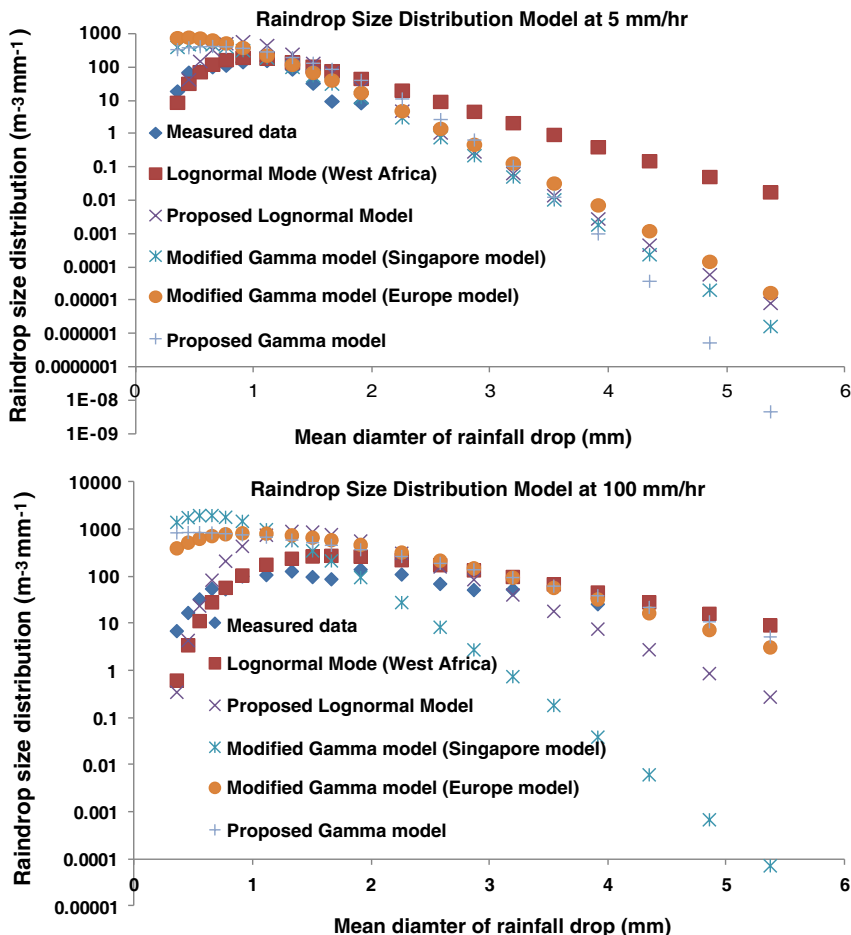 Raindrop Size Distribution Model at 5 mm/hr
Raindrop size distribution (m-3 mm-1)
1000
100
10
1
0.1
0.01
0.001
0.0001
0.00001
0.000001
0.0000001
1E-08
1E-09
Measured data
Lognormal Mode (West Africa)
Proposed Lognormal Model
Modified Gamma model (Singapore model)
Modified Gamma model (Europe model)
Proposed Gamma model
0 1 2 3 4 5 6
Mean diamter of rainfall drop (mm)
Raindrop Size Distribution Model at 100 mm/hr
Raindrop size distribution (m-3 mm-1)
10000
1000
100
10
1
0.1
0.01
0.001
0.0001
0.00001
Measured data
Lognormal Mode (West Africa)
Proposed Lognormal Model
Modified Gamma model (Singapore model)
Modified Gamma model (Europe model)
Proposed Gamma model
0 1 2 3 4 5 6
Mean diamter of rainfall drop (mm)